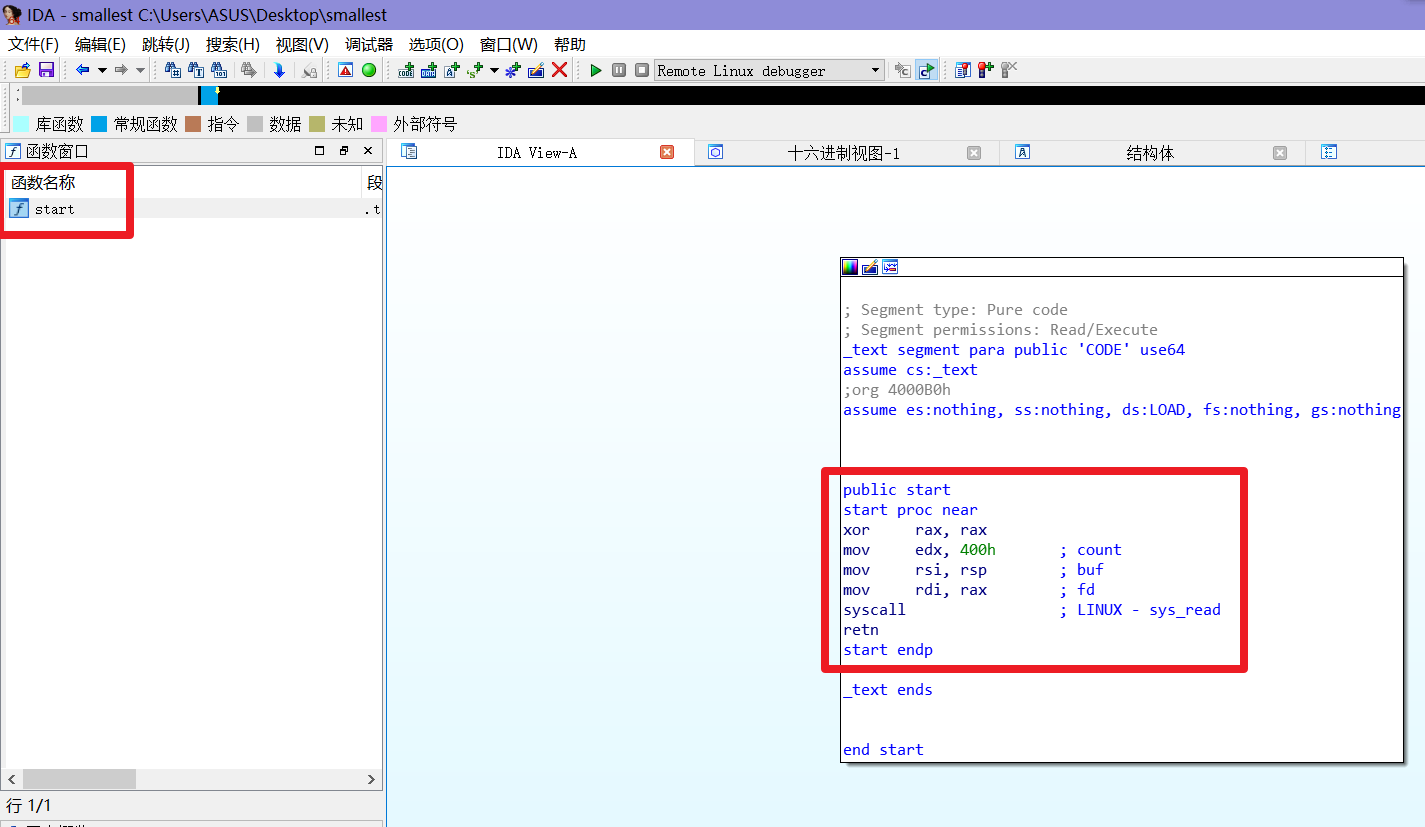 IDA - smallest C:\Users\ASUS\Desktop\smallest
文件(F) 编辑(E) 跳转(J) 搜索(H) 视图(V) 调试器 选项(O) 窗口(W) 帮助
Remote Linux debugger
库函数 常规函数 指令 数据 未知 外部符号
函数窗口
IDA View-A 十六进制视图-1 结构体
函数名称 段
start .t
; Segment type: Pure code
; Segment permissions: Read/Execute
_text segment para public 'CODE' use64
assume cs:_text
;org 4000B0h
assume es:nothing, ss:nothing, ds:LOAD, fs:nothing, gs:nothing
public start
start proc near
xor rax, rax
mov edx, 400h ; count
mov rsi, rsp ; buf
mov rdi, rax ; fd
syscall ; LINUX - sys_read
retn
start endp
_text ends
end start
行 1/1